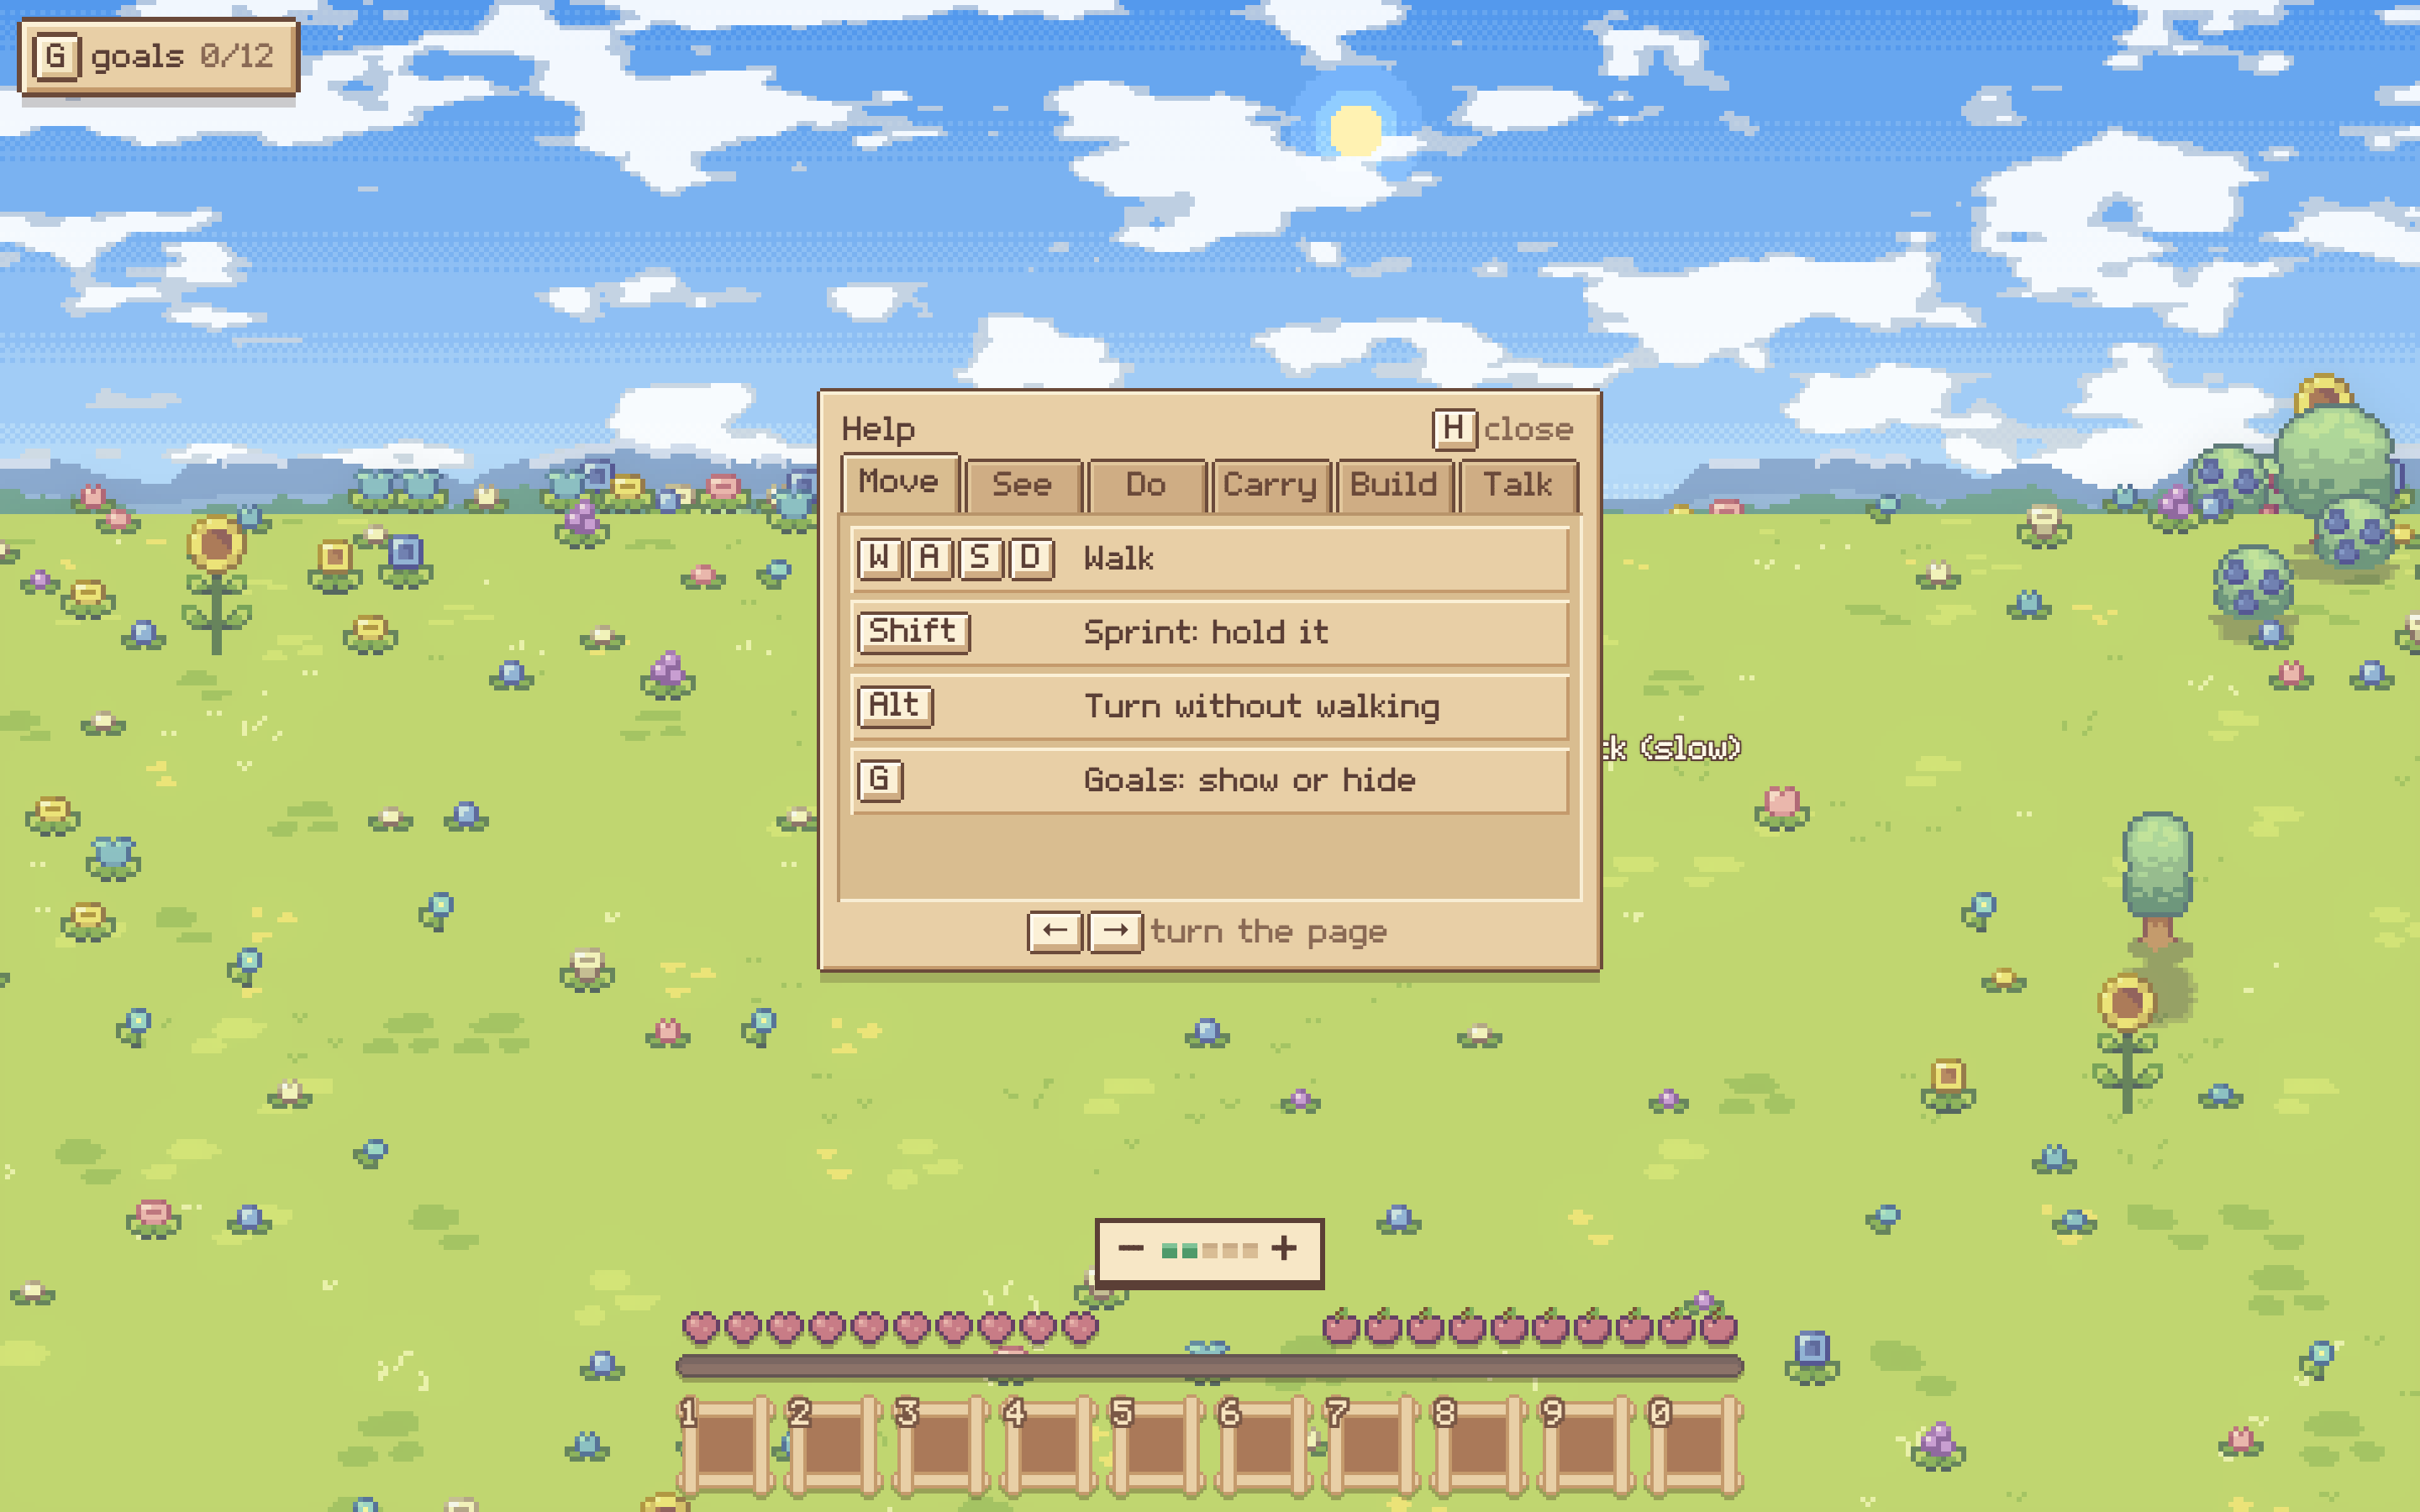 G goals 0/12
Help H close
Move See Do Carry Build Talk
W A S D Walk
Shift Sprint: hold it
Alt Turn without walking
(slow)
G Goals: show or hide
← → turn the page
− +
1 2 3 4 5 6 7 8 9 0